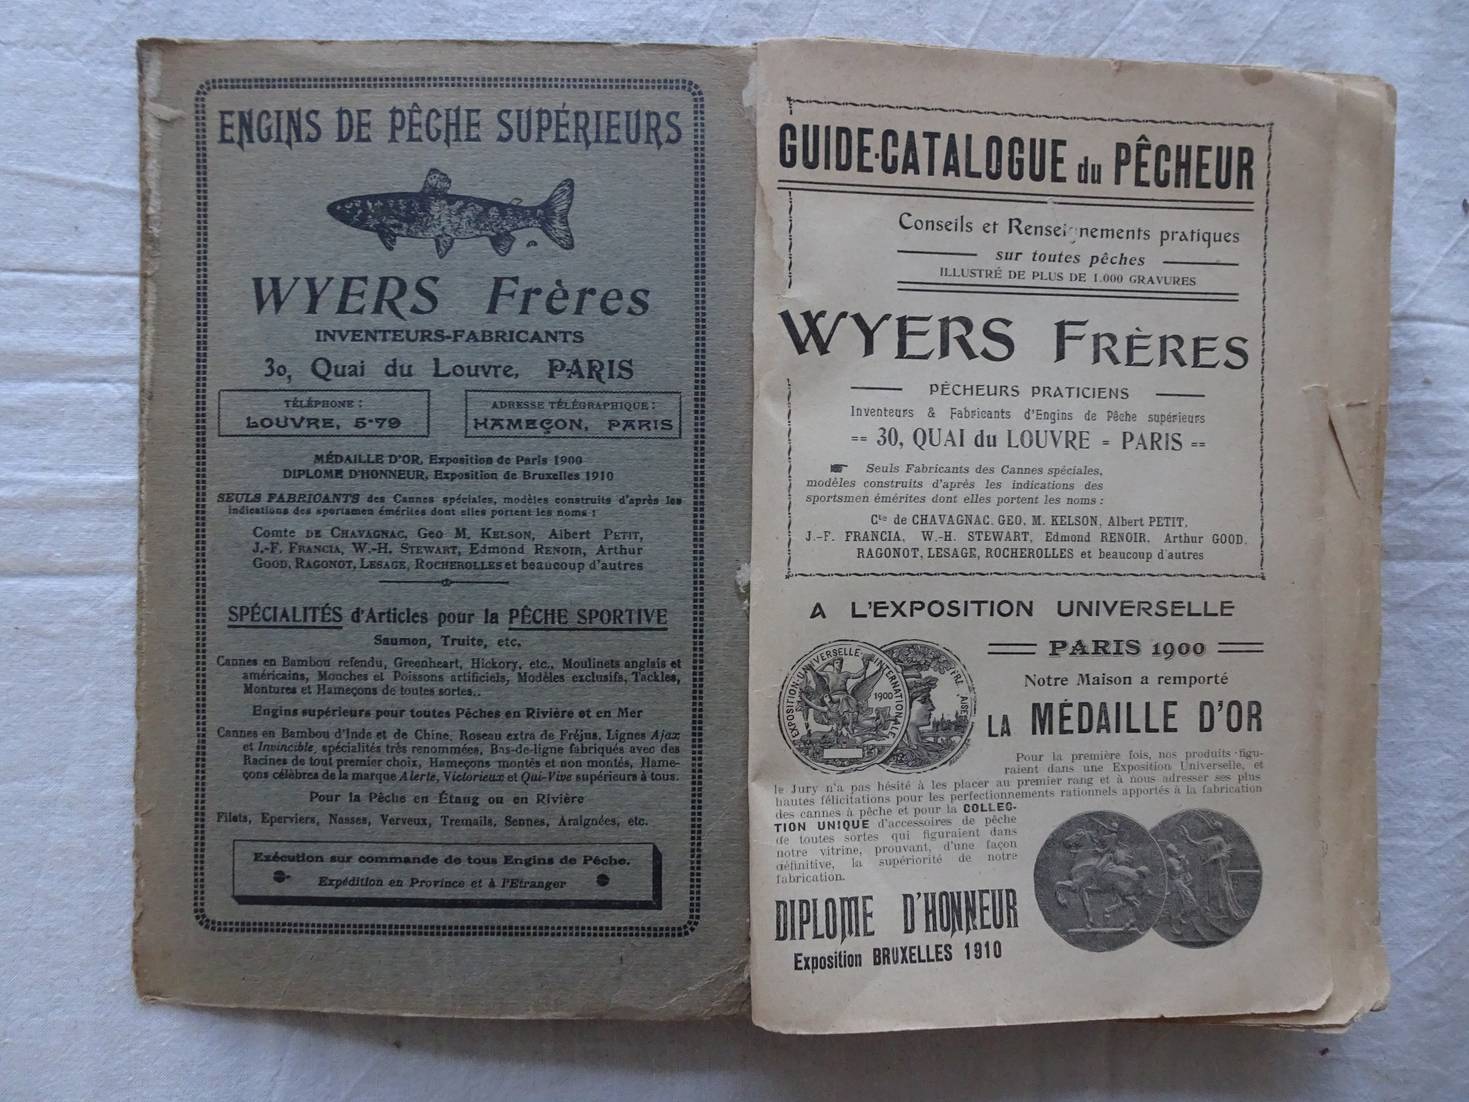 ENGINS DE PÊCHE SUPÉRIEURS
WYERS Frères
INVENTEURS-FABRICANTS
30, Quai du Louvre, PARIS
TÉLÉPHONE :
LOUVRE, 5-79
ADRESSE TÉLÉGRAPHIQUE :
HAMEÇON, PARIS
MÉDAILLE D'OR, Exposition de Paris 1900
DIPLOME D'HONNEUR, Exposition de Bruxelles 1910
SEULS FABRICANTS des Cannes spéciales, modèles construits d'après les
indications des sportsmen émérites dont elles portent les noms :
Comte DE CHAVAGNAC, Geo M. KELSON, Albert PETIT,
J.-F. FRANCIA, W.-H. STEWART, Edmond RENOIR, Arthur
GOOD, RAGONOT, LESAGE, ROCHEROLLES et beaucoup d'autres
SPÉCIALITÉS d'Articles pour la PÊCHE SPORTIVE
Saumon, Truite, etc.
Cannes en Bambou refendu, Greenheart, Hickory, etc., Moulinets anglais et
américains, Mouches et Poissons artificiels, Modèles exclusifs, Tackles,
Montures et Hameçons de toutes sortes..
Engins supérieurs pour toutes Pêches en Rivière et en Mer
Cannes en Bambou d'Inde et de Chine, Roseau extra de Fréjus, Lignes Ajax
et Invincible, spécialités très renommées, Bas-de-ligne fabriqués avec des
Racines de tout premier choix, Hameçons montés et non montés, Hame-
çons célèbres de la marque Alerte, Victorieux et Qui-Vive supérieurs à tous.
Pour la Pêche en Étang ou en Rivière
Filets, Eperviers, Nasses, Verveux, Tremails, Sennes, Araignées, etc.
Exécution sur commande de tous Engins de Pêche.
Expédition en Province et à l'Etranger
GUIDE-CATALOGUE du PÊCHEUR
Conseils et Renseignements pratiques
sur toutes pêches
ILLUSTRÉ DE PLUS DE 1.000 GRAVURES
WYERS FRÈRES
PÊCHEURS PRATICIENS
Inventeurs & Fabricants d'Engins de Pêche supérieurs
== 30, QUAI du LOUVRE = PARIS ==
☛ Seuls Fabricants des Cannes spéciales,
modèles construits d'après les indications des
sportsmen émérites dont elles portent les noms :
Cte de CHAVAGNAC. GEO. M. KELSON, Albert PETIT,
J.-F. FRANCIA, W.-H. STEWART, Edmond RENOIR, Arthur GOOD,
RAGONOT, LESAGE, ROCHEROLLES et beaucoup d'autres
A L'EXPOSITION UNIVERSELLE
PARIS 1900
EXPOSITION·UNIVERSELLE·INTERNATIONALE
1900
Notre Maison a remporté
LA MÉDAILLE D'OR
Pour la première fois, nos produits figu-
raient dans une Exposition Universelle, et
le Jury n'a pas hésité à les placer au premier rang et à nous adresser ses plus
hautes félicitations pour les perfectionnements rationnels apportés à la fabrication
des cannes à pêche et pour la COLLEC-
TION UNIQUE d'accessoires de pêche
de toutes sortes qui figuraient dans
notre vitrine, prouvant, d'une façon
définitive, la supériorité de notre
fabrication.
DIPLOME D'HONNEUR
Exposition BRUXELLES 1910